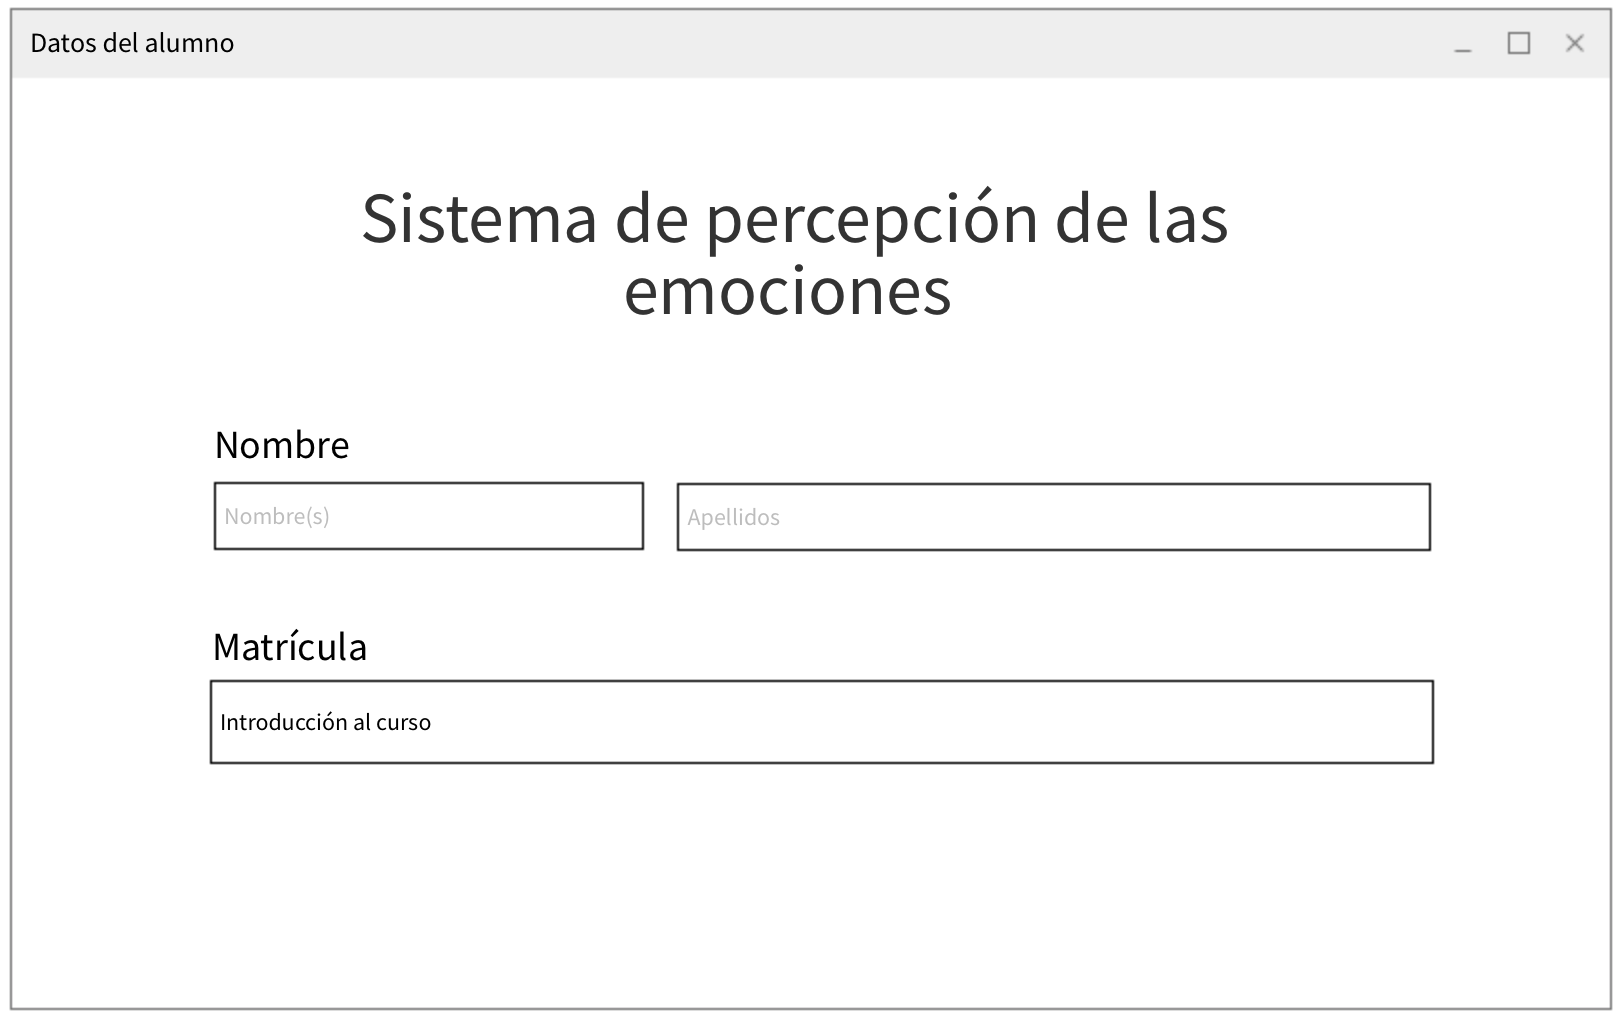 Datos del alumno
Sistema de percepción de las
emociones
Nombre
Nombre(s) Apellidos
Matrícula
Introducción al curso